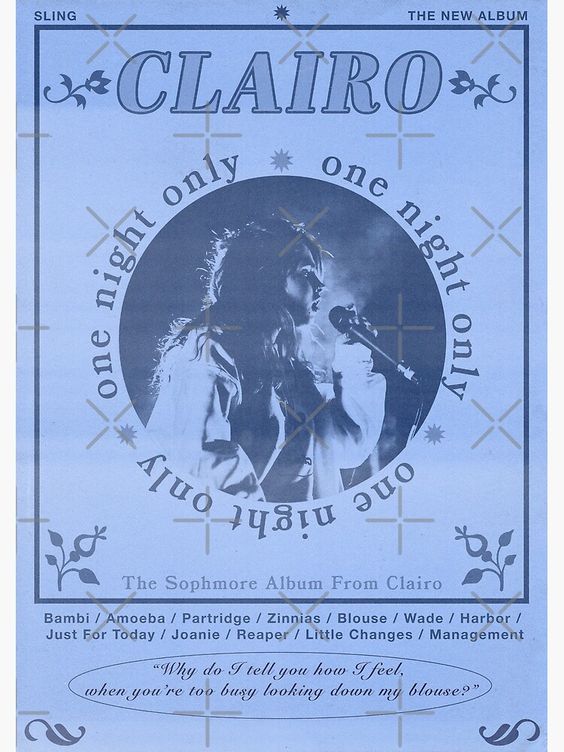 SLING
THE NEW ALBUM
CLAIRO
one night only
one night only
one night only
The Sophmore Album From Clairo
Bambi / Amoeba / Partridge / Zinnias / Blouse / Wade / Harbor /
Just For Today / Joanie / Reaper / Little Changes / Management
"Why do I tell you how I feel,
when you're too busy looking down my blouse?"